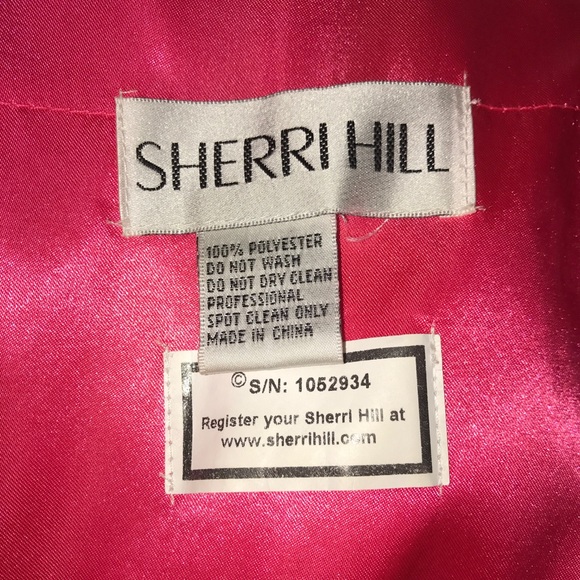 SHERRI HILL
100% POLYESTER
DO NOT WASH
DO NOT DRY CLEAN
PROFESSIONAL
SPOT CLEAN ONLY
MADE IN CHINA
© S/N: 1052934
Register your Sherri Hill at
www.sherrihill.com